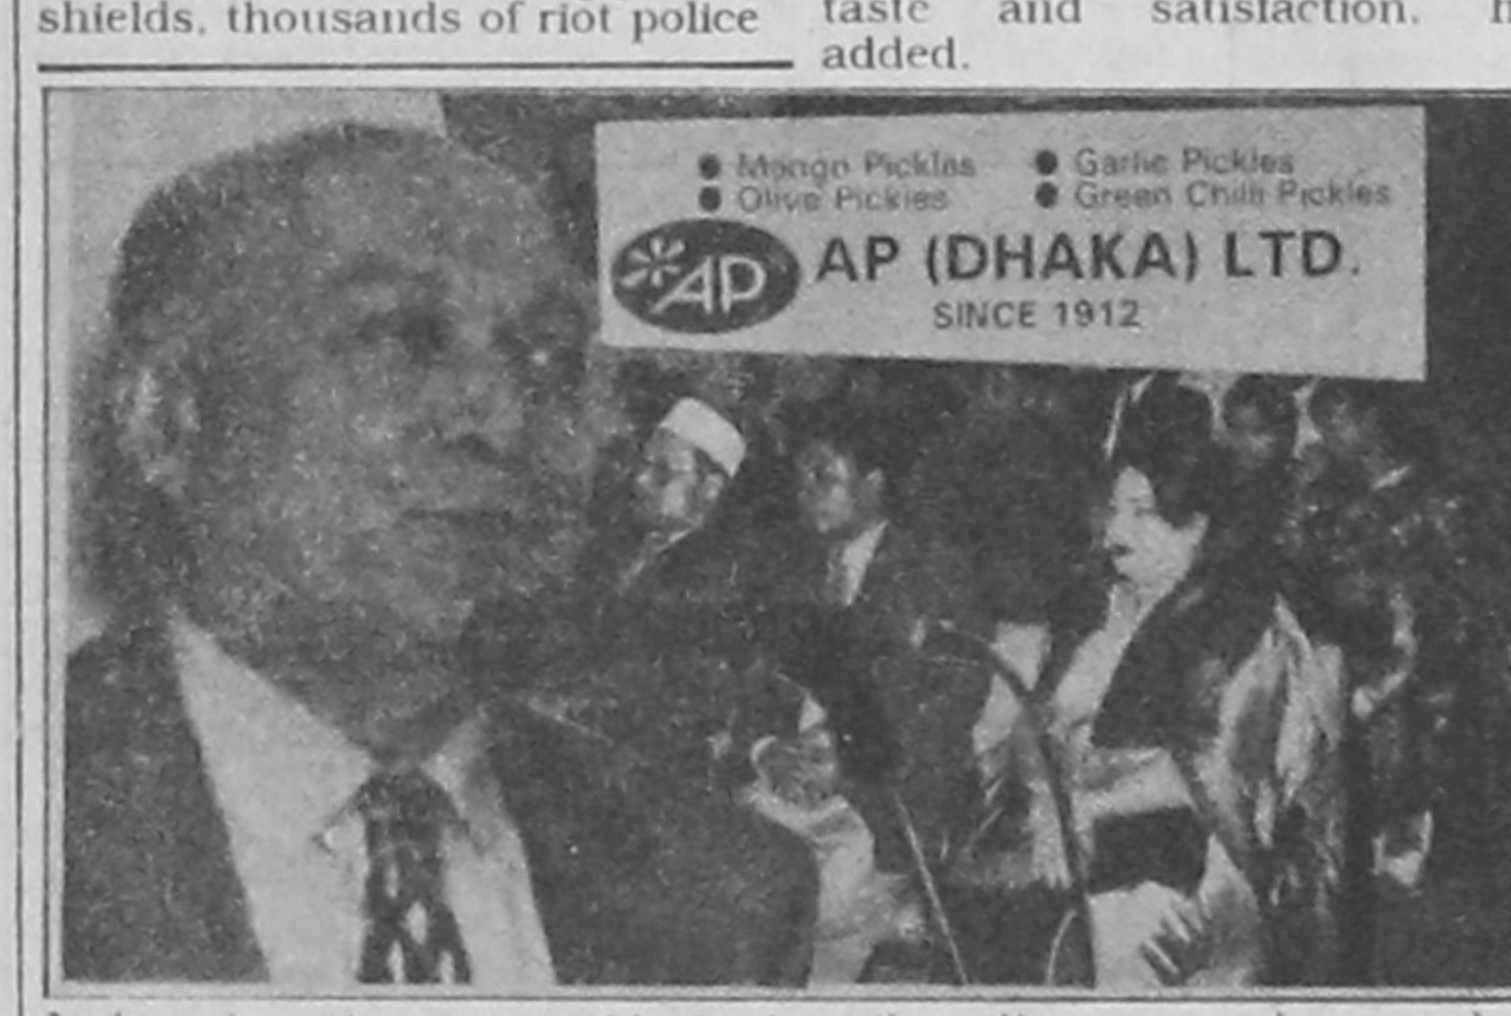 shields, thousands of riot police
taste and satisfaction,
added.
Mango Pickles
Garlic Pickles
Olive Pickles
Green Chilli Pickles
AP
AP (DHAKA) LTD.
SINCE 1912